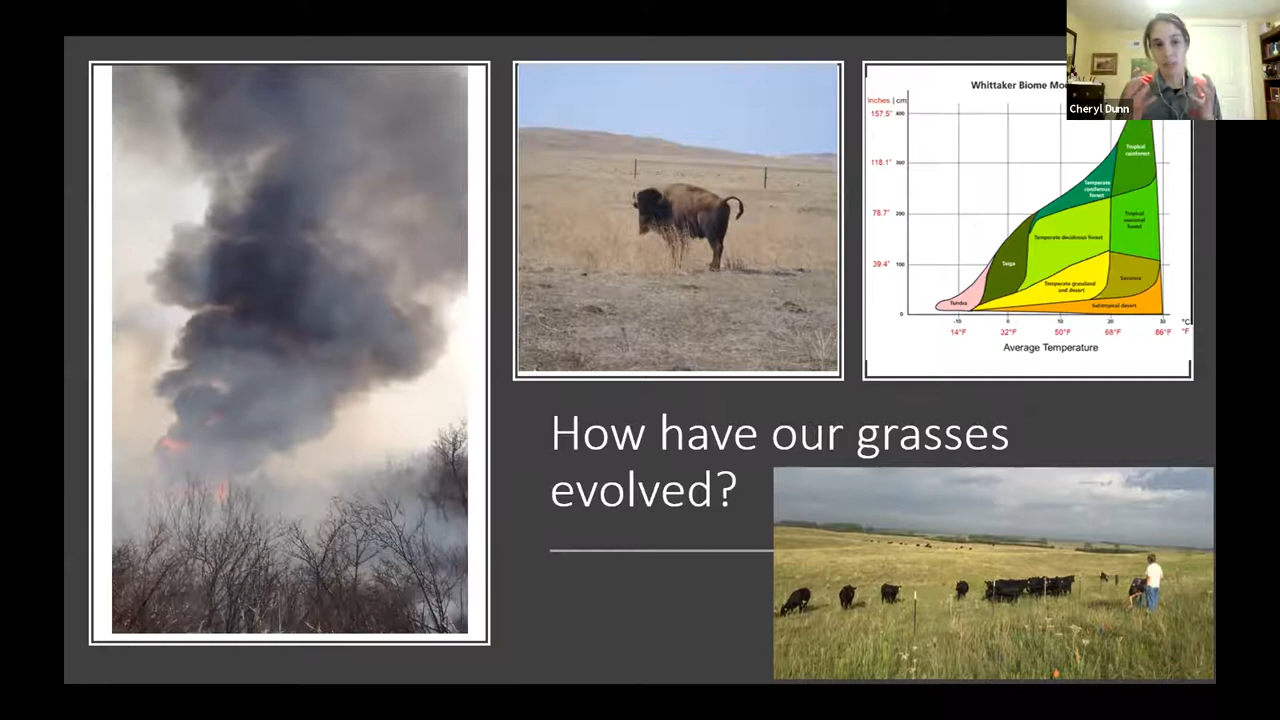 Cheryl Dunn
Whittaker Biome
Inches | cm
157.5" 400
118.1" 300
78.7" 200
39.4" 100
0
Tropical
rainforest
Temperate
coniferous
forest
Tropical
seasonal
forest
Temperate deciduous forest
Taiga
Savanna
Temperate grassland
and desert
Subtropical desert
Tundra
-10 0 10 20 30 °C
14°F 32°F 50°F 68°F 86°F °F
Average Temperature
How have our grasses
evolved?